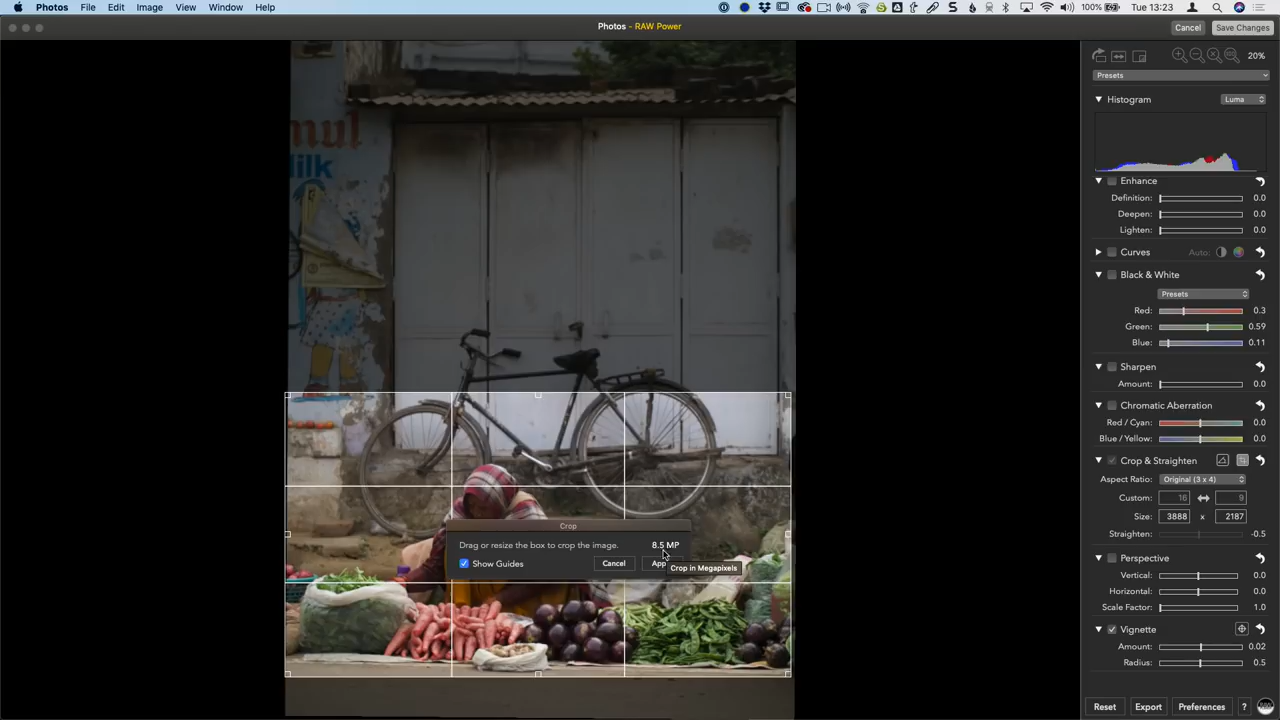 Photos File Edit Image View Window Help 100% Tue 13:23
Photos - RAW Power Cancel Save Changes
20%
Presets
Histogram Luma
Enhance
Definition: 0.0
Deepen: 0.0
Lighten: 0.0
Curves Auto:
Black & White
Presets
Red: 0.3
Green: 0.59
Blue: 0.11
Sharpen
Amount: 0.0
Chromatic Aberration
Red / Cyan: 0.0
Blue / Yellow: 0.0
Crop & Straighten
Aspect Ratio: Original (3 x 4)
Custom: 16 9
Size: 3888 x 2187
Straighten: -0.5
Perspective
Vertical: 0.0
Horizontal: 0.0
Scale Factor: 1.0
Vignette
Amount: 0.02
Radius: 0.5
Reset Export Preferences ?
mul
Milk
Crop
Drag or resize the box to crop the image. 8.5 MP
Show Guides Cancel App
Crop in Megapixels